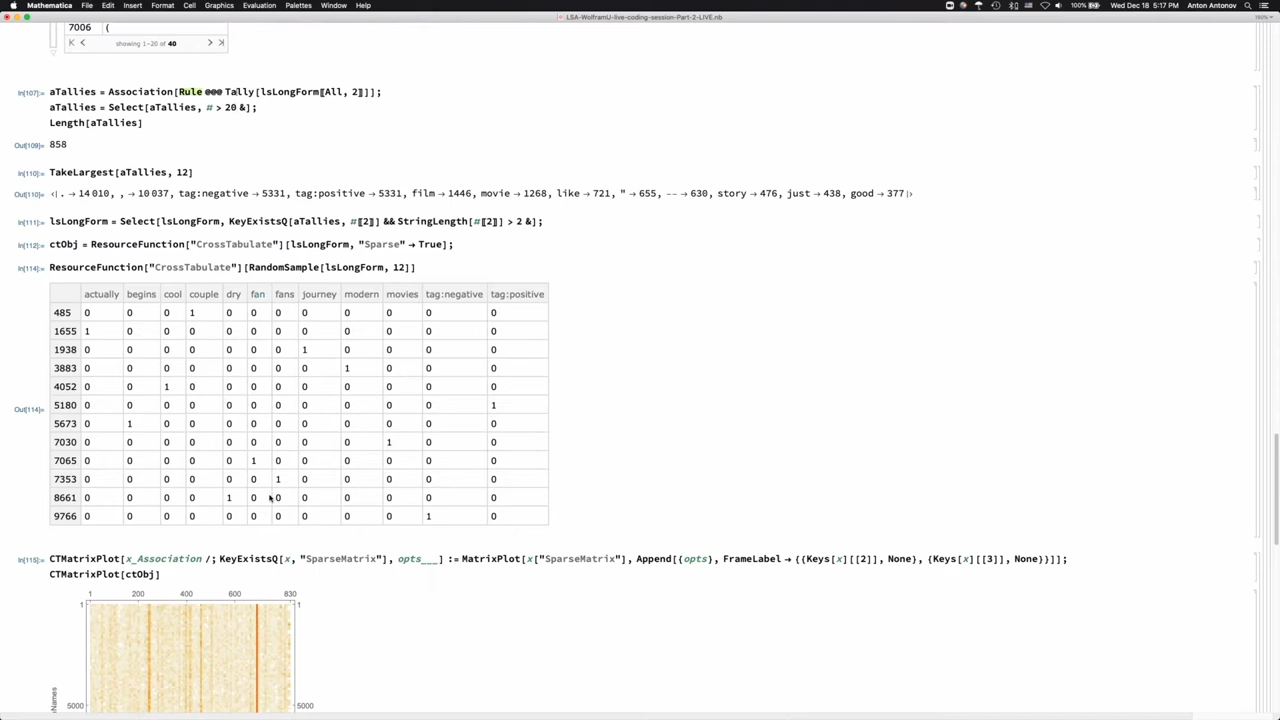 Mathematica File Edit Insert Format Cell Graphics Evaluation Palettes Window Help 100% Wed Dec 18 5:17 PM Anton Antonov
LSA-WolframU-live-coding-session-Part-2-LIVE.nb
7006 (
showing 1–20 of 40
In[107]:= aTallies = Association[Rule @@@ Tally[lsLongForm〚All, 2〛]];
aTallies = Select[aTallies, # > 20 &];
Length[aTallies]
Out[109]= 858
In[110]:= TakeLargest[aTallies, 12]
Out[110]= <|. → 14 010, , → 10 037, tag:negative → 5331, tag:positive → 5331, film → 1446, movie → 1268, like → 721, " → 655, -- → 630, story → 476, just → 438, good → 377|>
In[111]:= lsLongForm = Select[lsLongForm, KeyExistsQ[aTallies, #〚2〛] && StringLength[#〚2〛] > 2 &];
In[112]:= ctObj = ResourceFunction["CrossTabulate"][lsLongForm, "Sparse" → True];
In[114]:= ResourceFunction["CrossTabulate"][RandomSample[lsLongForm, 12]]
actually begins cool couple dry fan fans journey modern movies tag:negative tag:positive
485 0 0 0 1 0 0 0 0 0 0 0 0
1655 1 0 0 0 0 0 0 0 0 0 0 0
1938 0 0 0 0 0 0 0 1 0 0 0 0
3883 0 0 0 0 0 0 0 0 1 0 0 0
4052 0 0 1 0 0 0 0 0 0 0 0 0
Out[114]= 5180 0 0 0 0 0 0 0 0 0 0 0 1
5673 0 1 0 0 0 0 0 0 0 0 0 0
7030 0 0 0 0 0 0 0 0 0 1 0 0
7065 0 0 0 0 0 1 0 0 0 0 0 0
7353 0 0 0 0 0 0 1 0 0 0 0 0
8661 0 0 0 0 1 0 0 0 0 0 0 0
9766 0 0 0 0 0 0 0 0 0 0 1 0
In[115]:= CTMatrixPlot[x_Association /; KeyExistsQ[x, "SparseMatrix"], opts___] := MatrixPlot[x["SparseMatrix"], Append[{opts}, FrameLabel → {{Keys[x][[2]], None}, {Keys[x][[3]], None}}]];
CTMatrixPlot[ctObj]
1 200 400 600 830
1 1
5000 5000